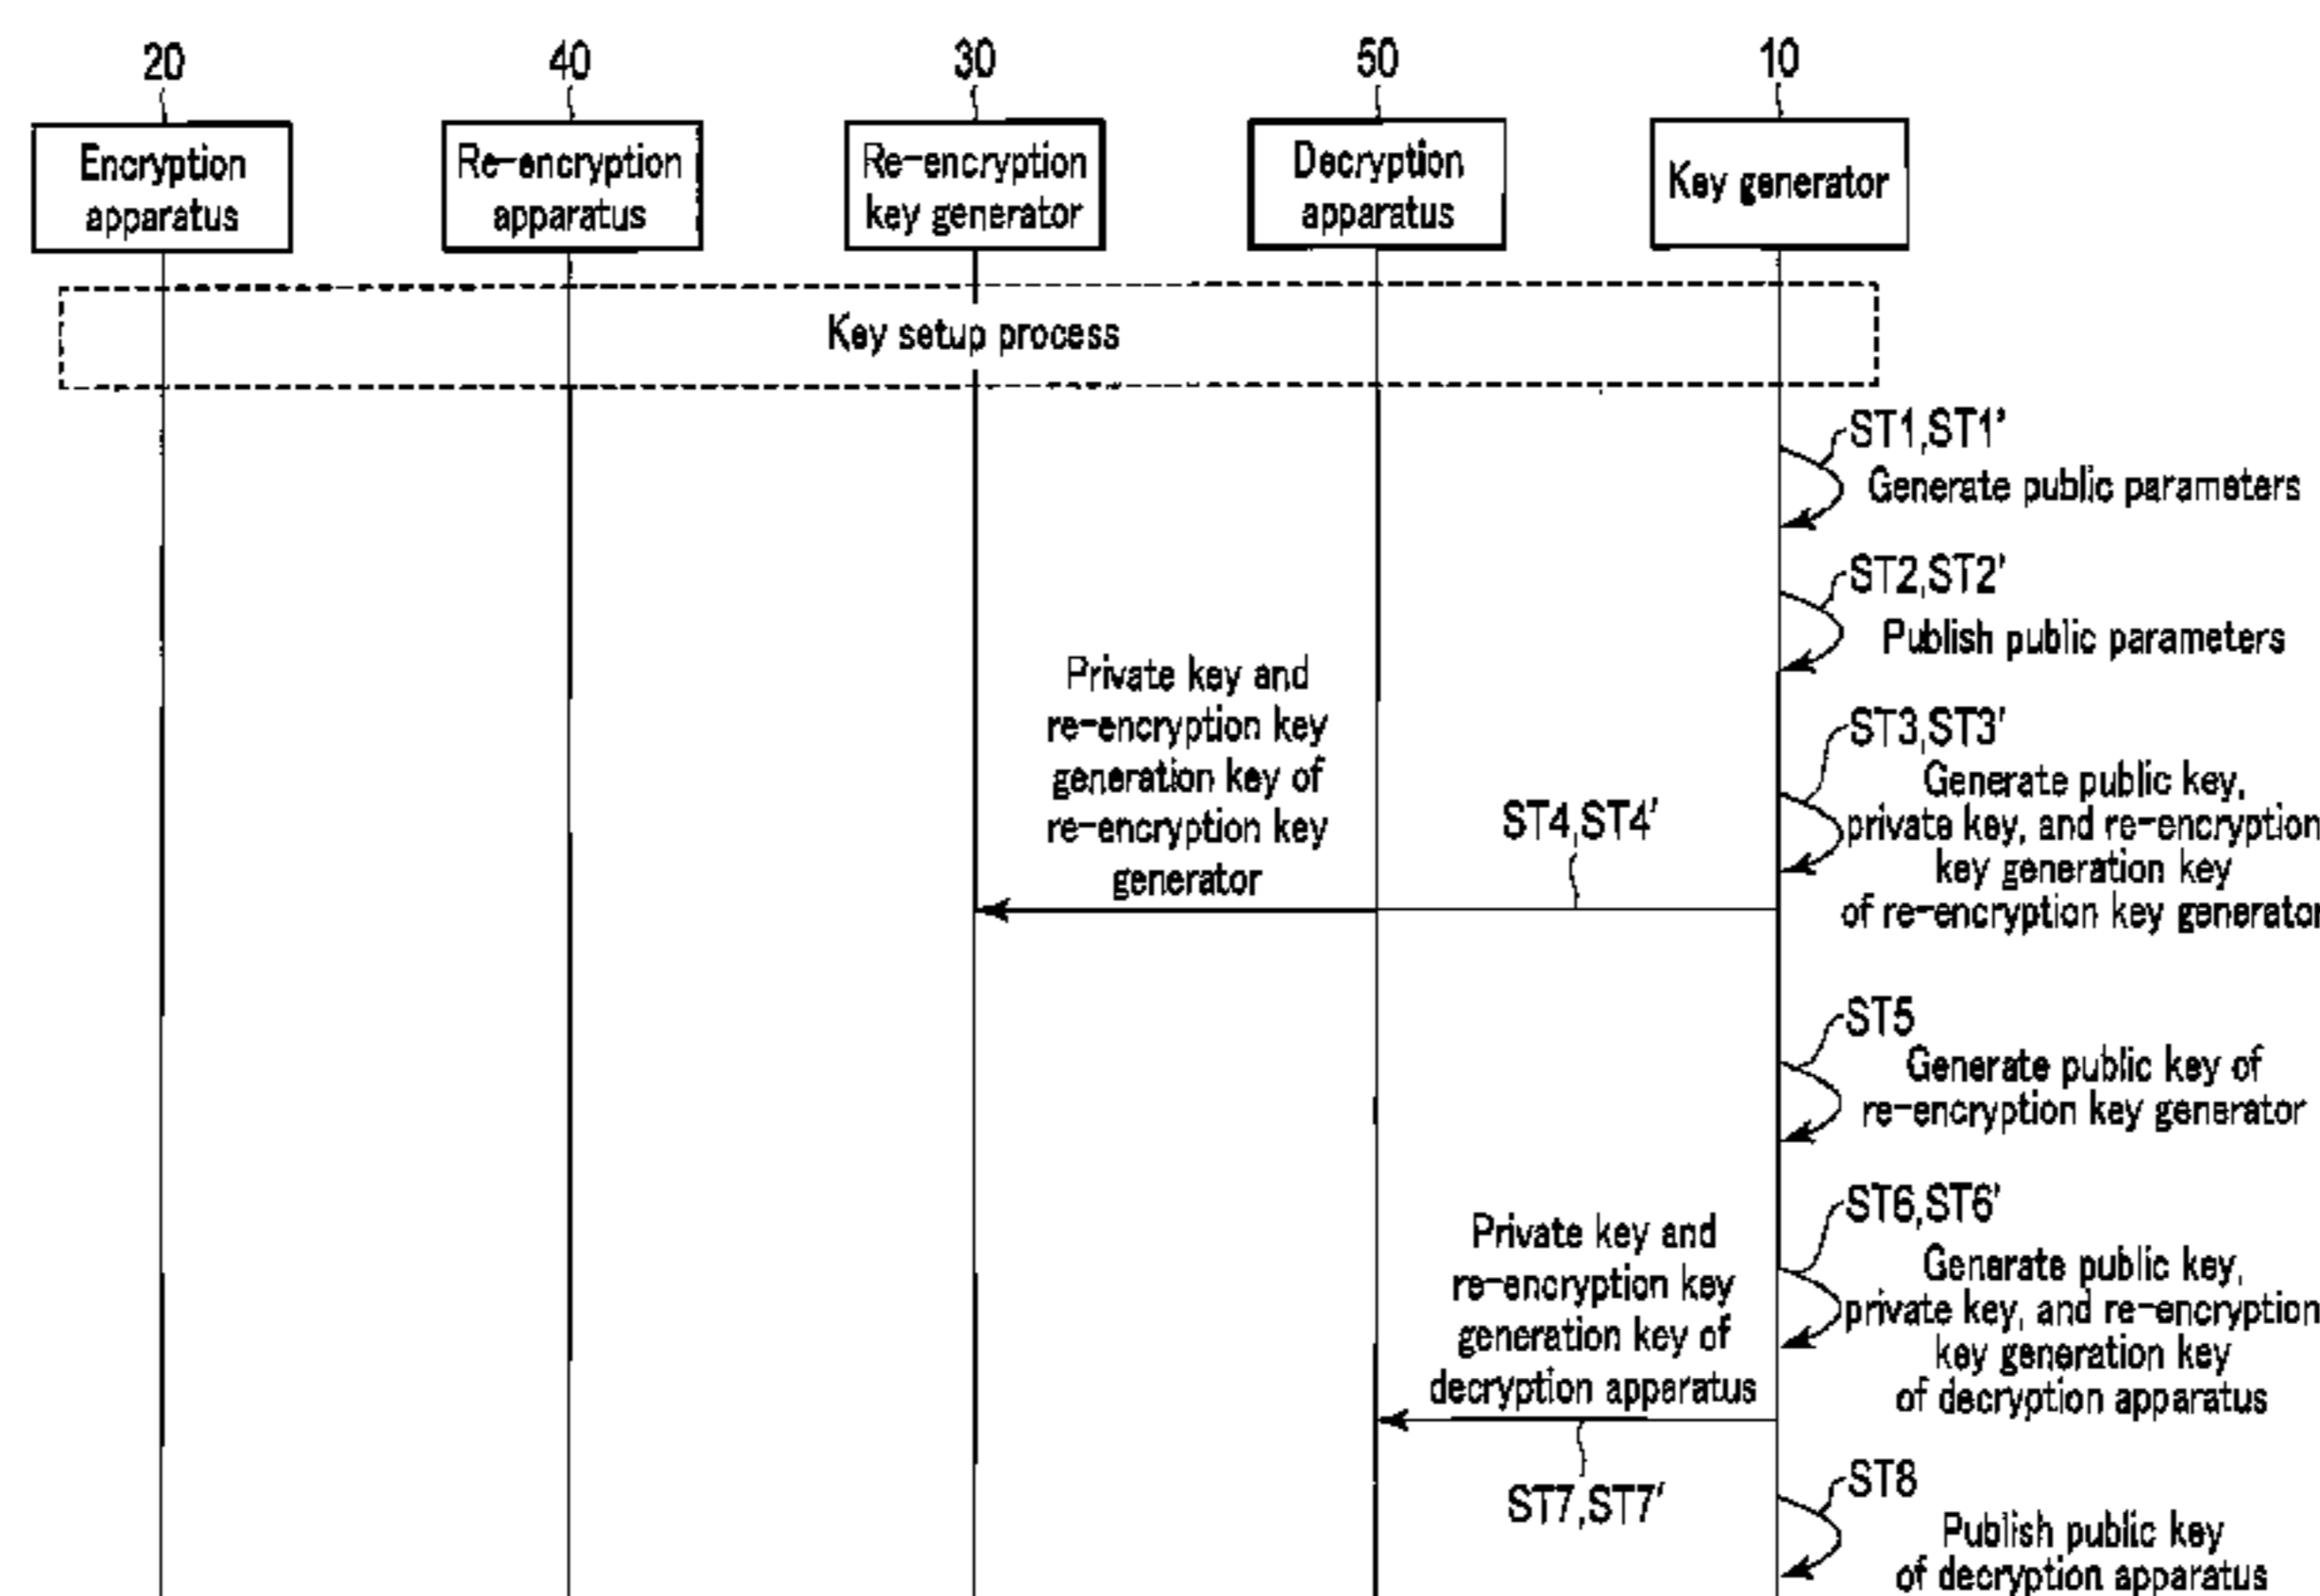 20
40
30
50
10
Encryption
apparatus
Re-encryption
apparatus
Re-encryption
key generator
Decryption
apparatus
Key generator
Key setup process
ST1,ST1'
Generate public parameters
ST2,ST2'
Publish public parameters
ST3,ST3'
Generate public key,
private key, and re-encryption
key generation key
of re-encryption key generator
Private key and
re-encryption key
generation key of
re-encryption key
generator
ST4,ST4'
ST5
Generate public key of
re-encryption key generator
ST6,ST6'
Generate public key,
private key, and re-encryption
key generation key
of decryption apparatus
Private key and
re-encryption key
generation key of
decryption apparatus
ST7,ST7'
ST8
Publish public key
of decryption apparatus